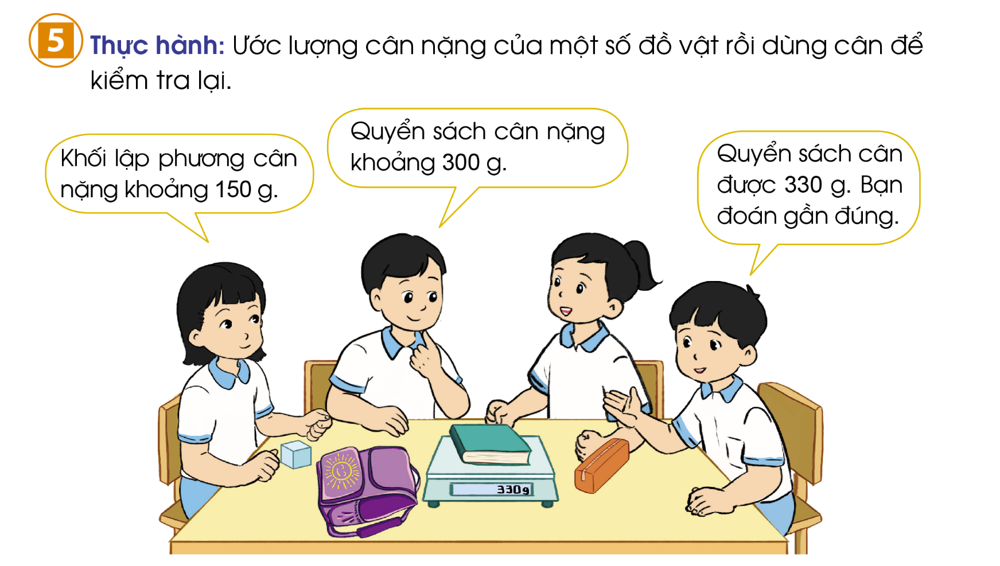 5
Thực hành: Ước lượng cân nặng của một số đồ vật rồi dùng cân để
kiểm tra lại.
Khối lập phương cân
nặng khoảng 150 g.
Quyển sách cân nặng
khoảng 300 g.
Quyển sách cân
được 330 g. Bạn
đoán gần đúng.
330g